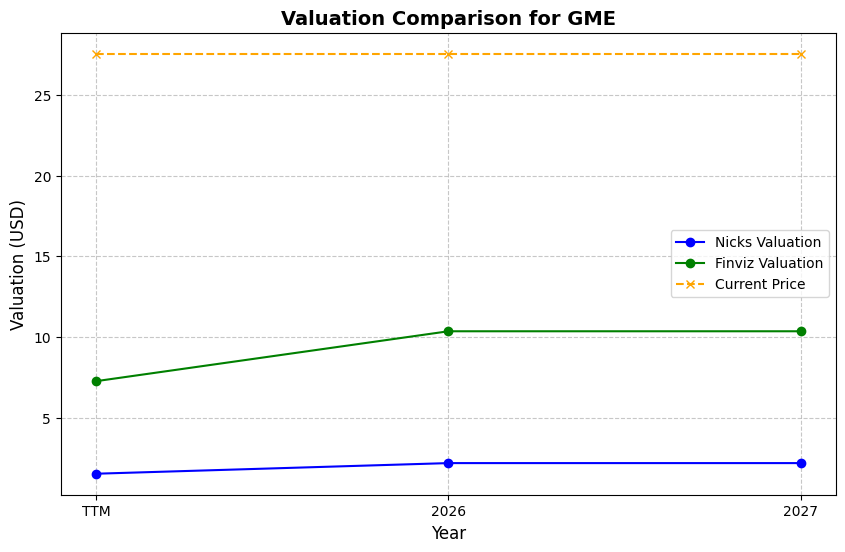 Valuation Comparison for GME
Valuation (USD)
25
20
15
10
5
Nicks Valuation
Finviz Valuation
Current Price
TTM
2026
2027
Year